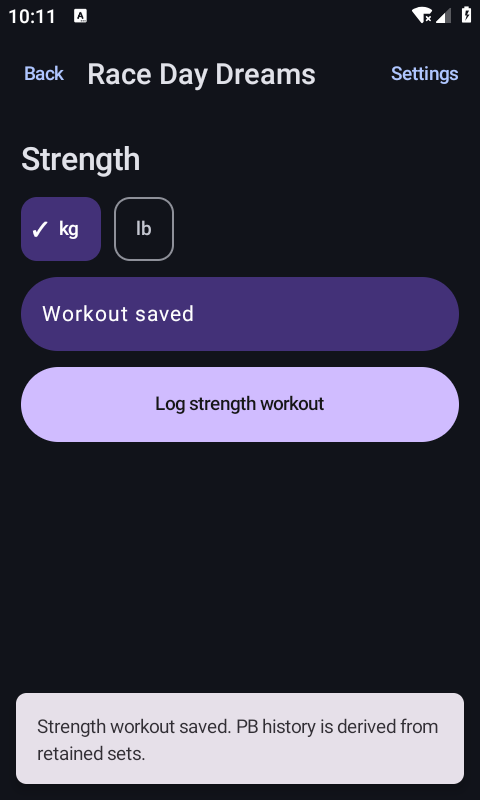 10:11
Back Race Day Dreams Settings
Strength
✓ kg lb
Workout saved
Log strength workout
Strength workout saved. PB history is derived from
retained sets.